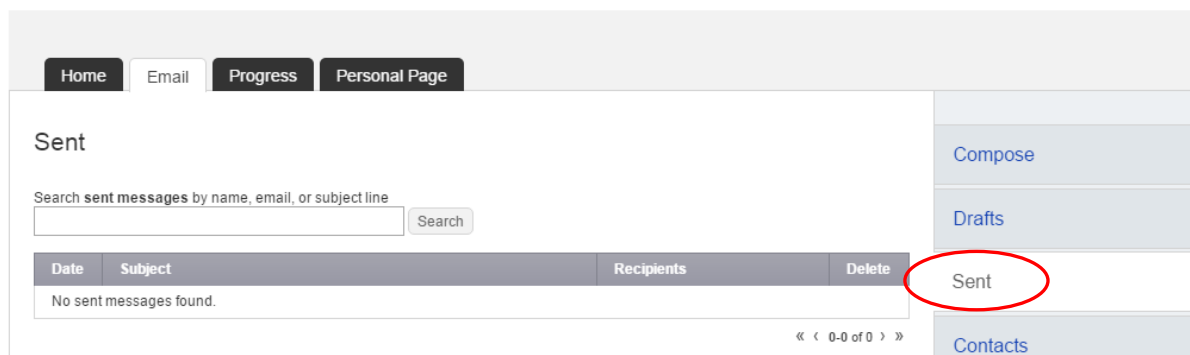 Home Email Progress Personal Page
Sent
Search sent messages by name, email, or subject line
Search
Date Subject Recipients Delete
No sent messages found.
« ‹ 0-0 of 0 › »
Compose
Drafts
Sent
Contacts